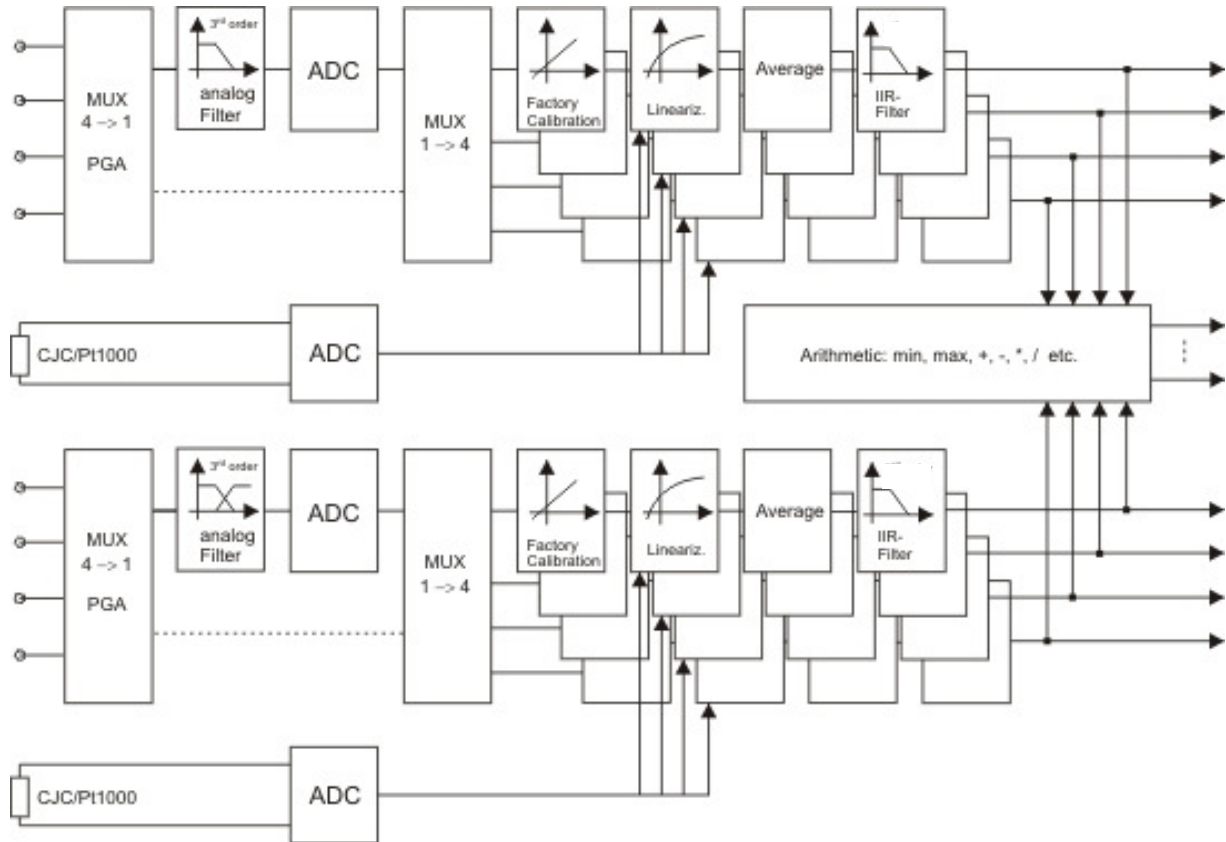 3rd order
analog
Filter
MUX
4 –> 1
PGA
ADC
MUX
1 –> 4
Factory
Calibration
Lineariz.
Average
IIR-
Filter
CJC/Pt1000
ADC
Arithmetic: min, max, +, -, *, / etc.
3rd order
analog
Filter
MUX
4 –> 1
PGA
ADC
MUX
1 –> 4
Factory
Calibration
Lineariz.
Average
IIR-
Filter
CJC/Pt1000
ADC